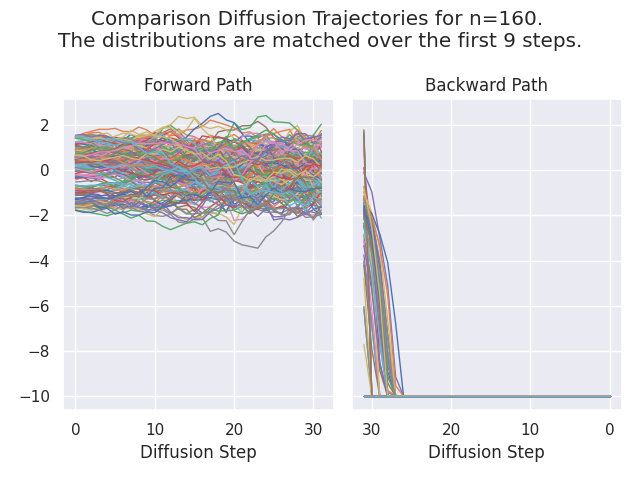 Comparison Diffusion Trajectories for n=160.
The distributions are matched over the first 9 steps.
Forward Path
Backward Path
2
0
−2
−4
−6
−8
−10
0 10 20 30
30 20 10 0
Diffusion Step
Diffusion Step